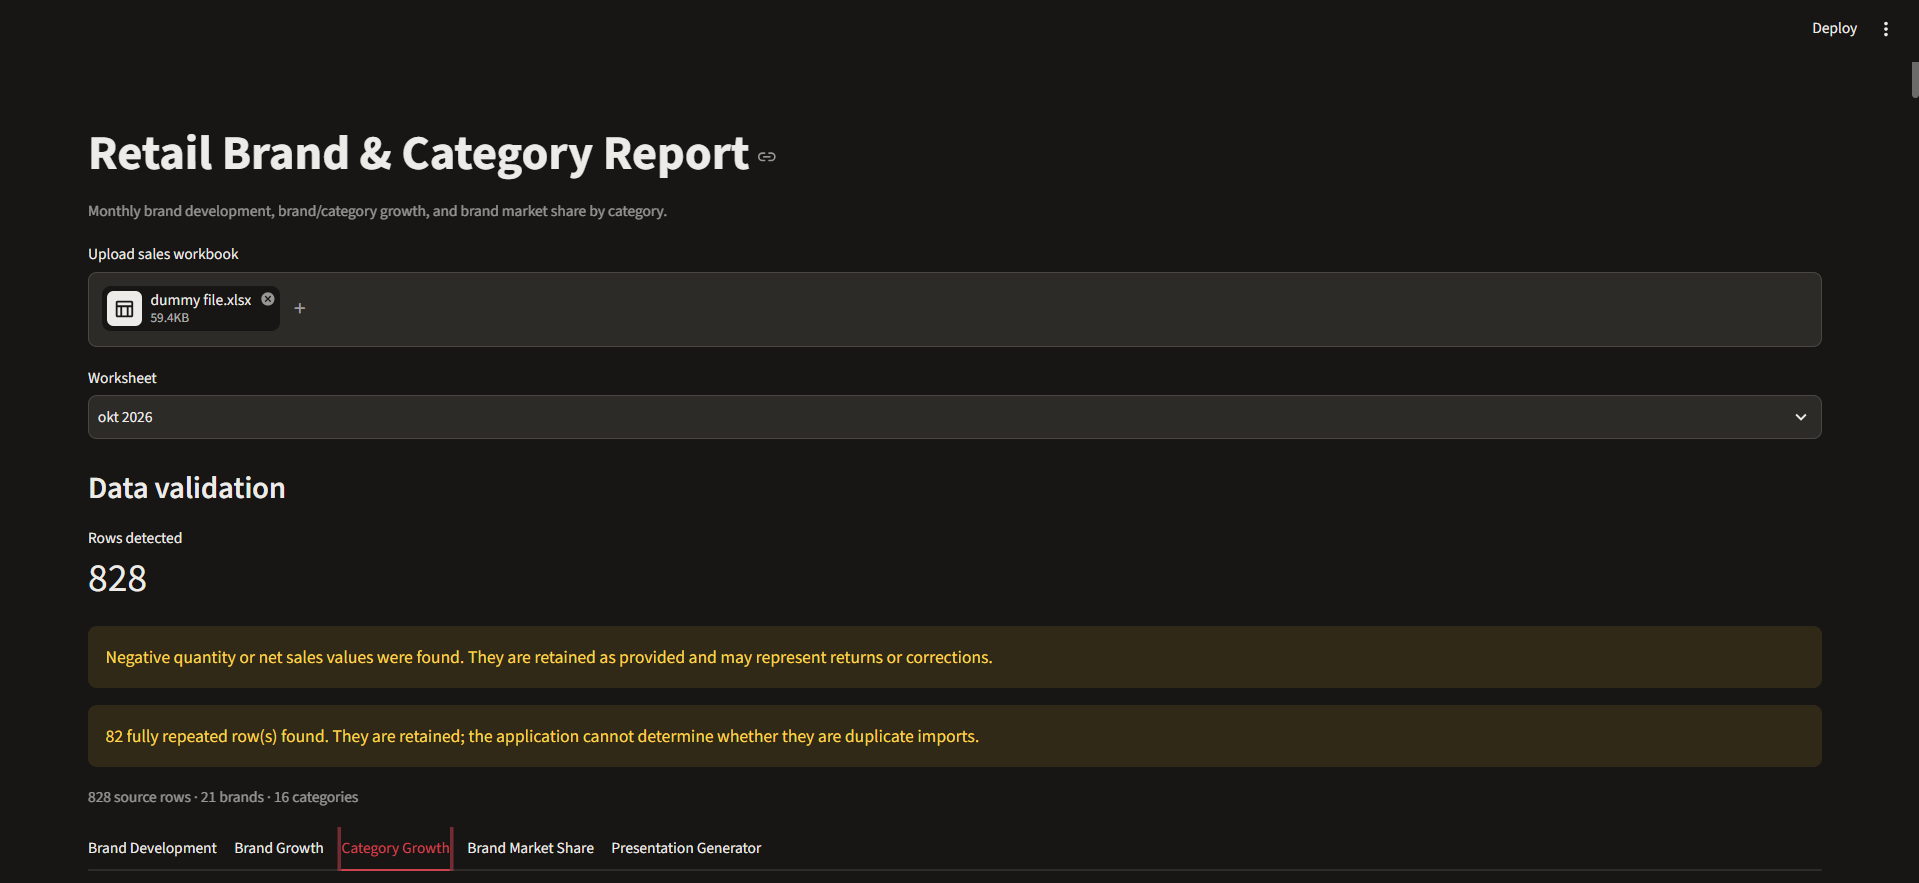 Deploy
Retail Brand & Category Report
Monthly brand development, brand/category growth, and brand market share by category.
Upload sales workbook
dummy file.xlsx
59.4KB
Worksheet
okt 2026
Data validation
Rows detected
828
Negative quantity or net sales values were found. They are retained as provided and may represent returns or corrections.
82 fully repeated row(s) found. They are retained; the application cannot determine whether they are duplicate imports.
828 source rows · 21 brands · 16 categories
Brand Development Brand Growth Category Growth Brand Market Share Presentation Generator